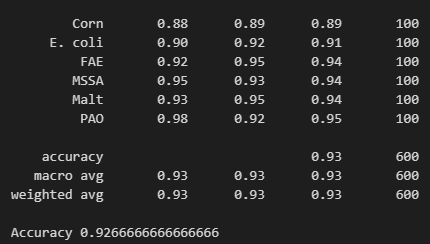 Corn 0.88 0.89 0.89 100
E. coli 0.90 0.92 0.91 100
FAE 0.92 0.95 0.94 100
MSSA 0.95 0.93 0.94 100
Malt 0.93 0.95 0.94 100
PAO 0.98 0.92 0.95 100
accuracy 0.93 600
macro avg 0.93 0.93 0.93 600
weighted avg 0.93 0.93 0.93 600
Accuracy 0.9266666666666666